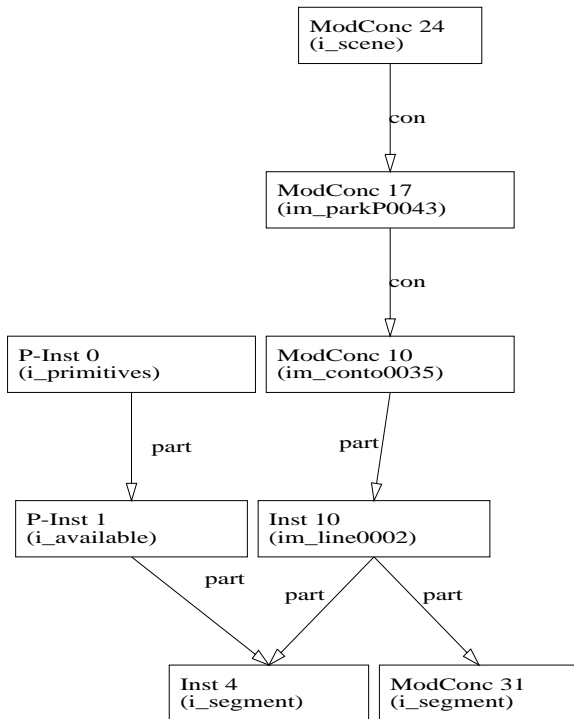 ModConc 24
(i_scene)
con
ModConc 17
(im_parkP0043)
con
P-Inst 0
(i_primitives)
ModConc 10
(im_conto0035)
part
part
P-Inst 1
(i_available)
Inst 10
(im_line0002)
part
part
part
Inst 4
(i_segment)
ModConc 31
(i_segment)